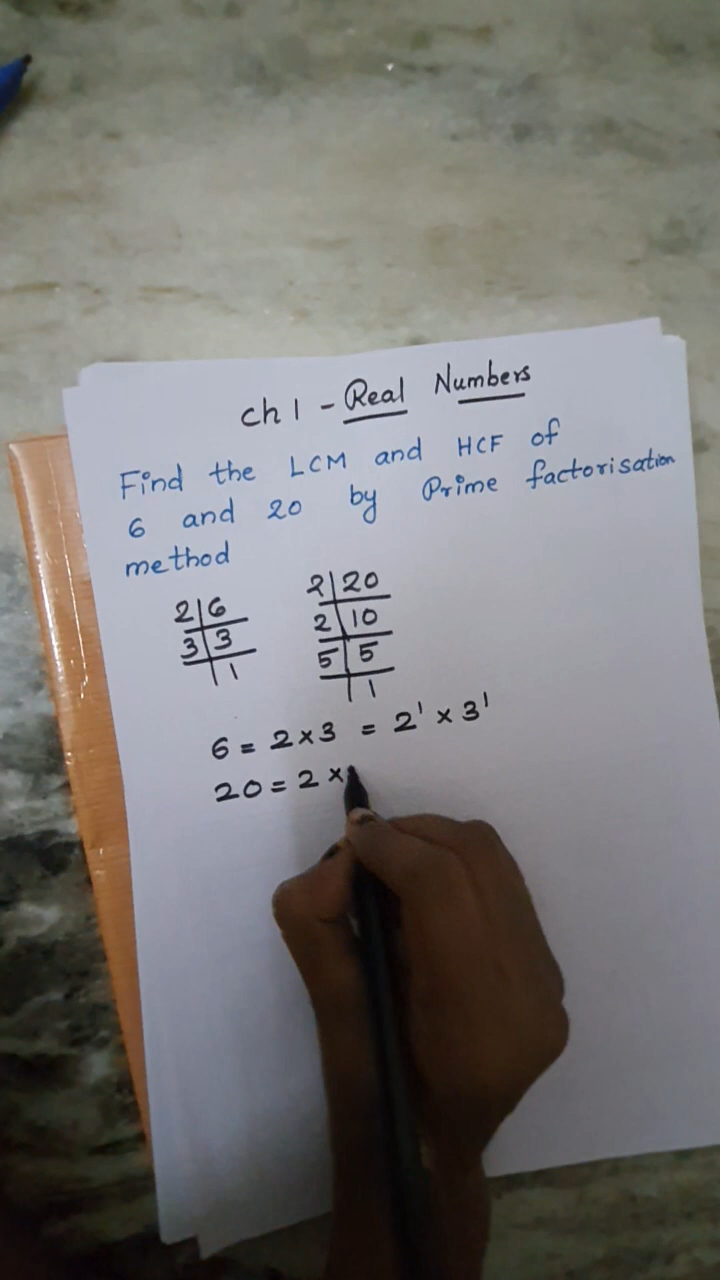 Ch 1 - Real Numbers
Find the LCM and HCF of
6 and 20 by Prime factorisation
method
2|6 2|20
3|3 2|10
|1 5|5
|1
6 = 2 × 3 = 2¹ × 3¹
20 = 2 ×